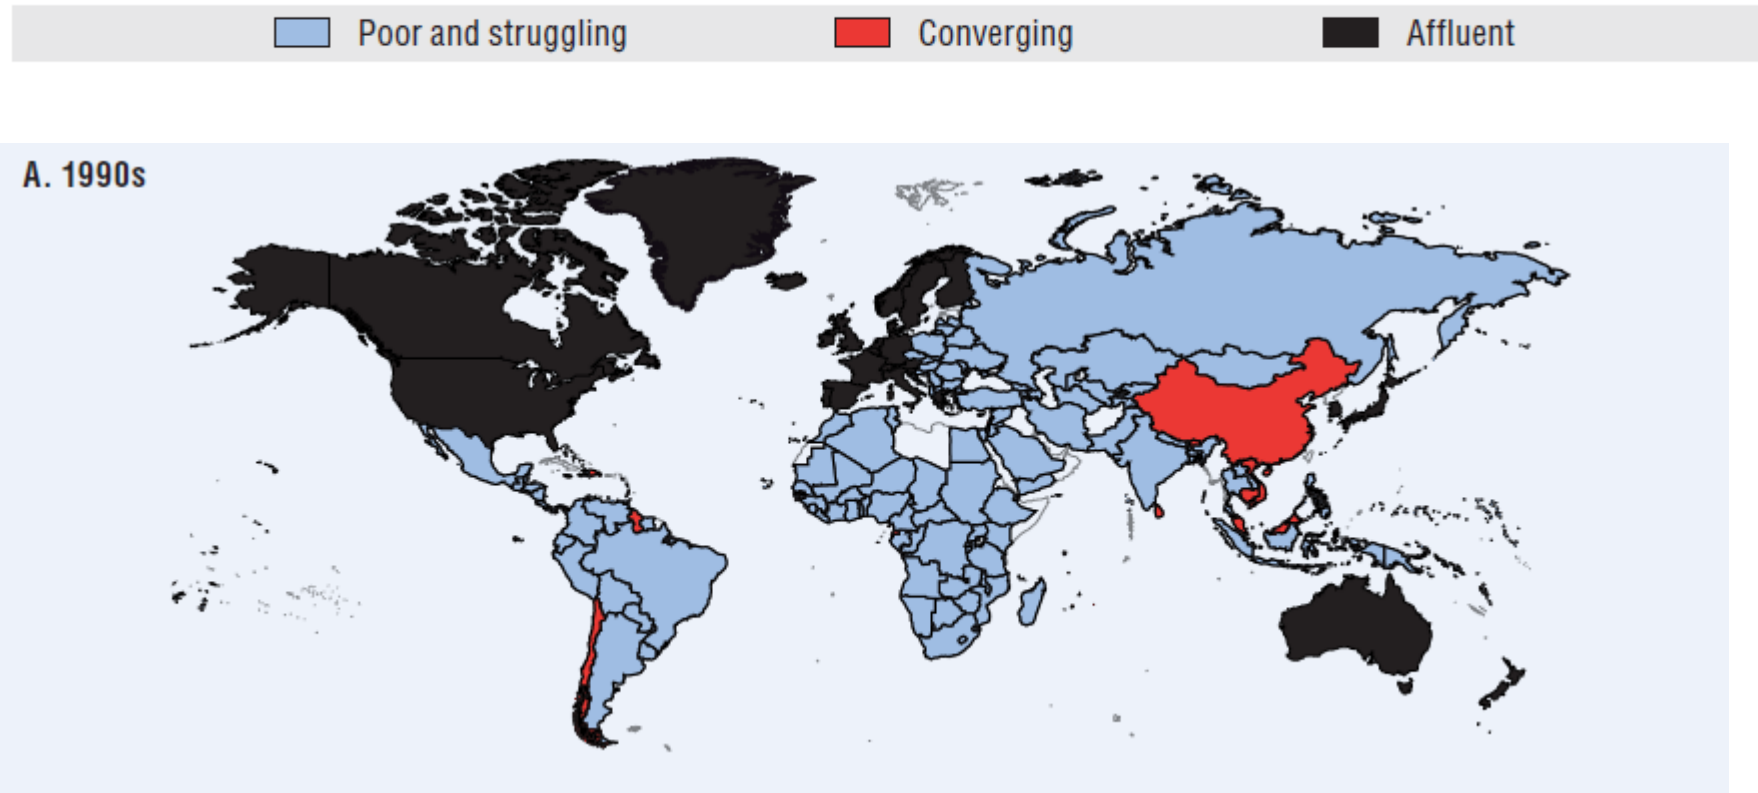 Poor and struggling
Converging
Affluent
A. 1990s